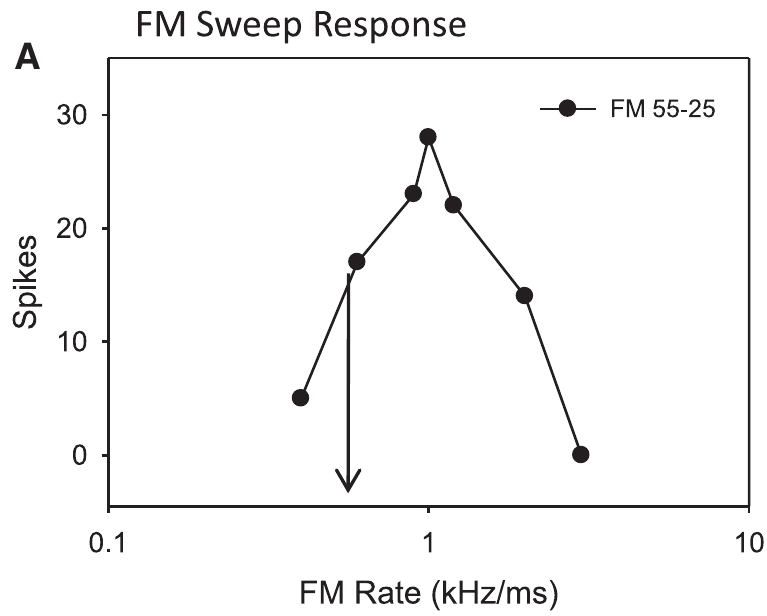 FM Sweep Response
A
FM 55-25
30
20
10
0
Spikes
0.1 1 10
FM Rate (kHz/ms)